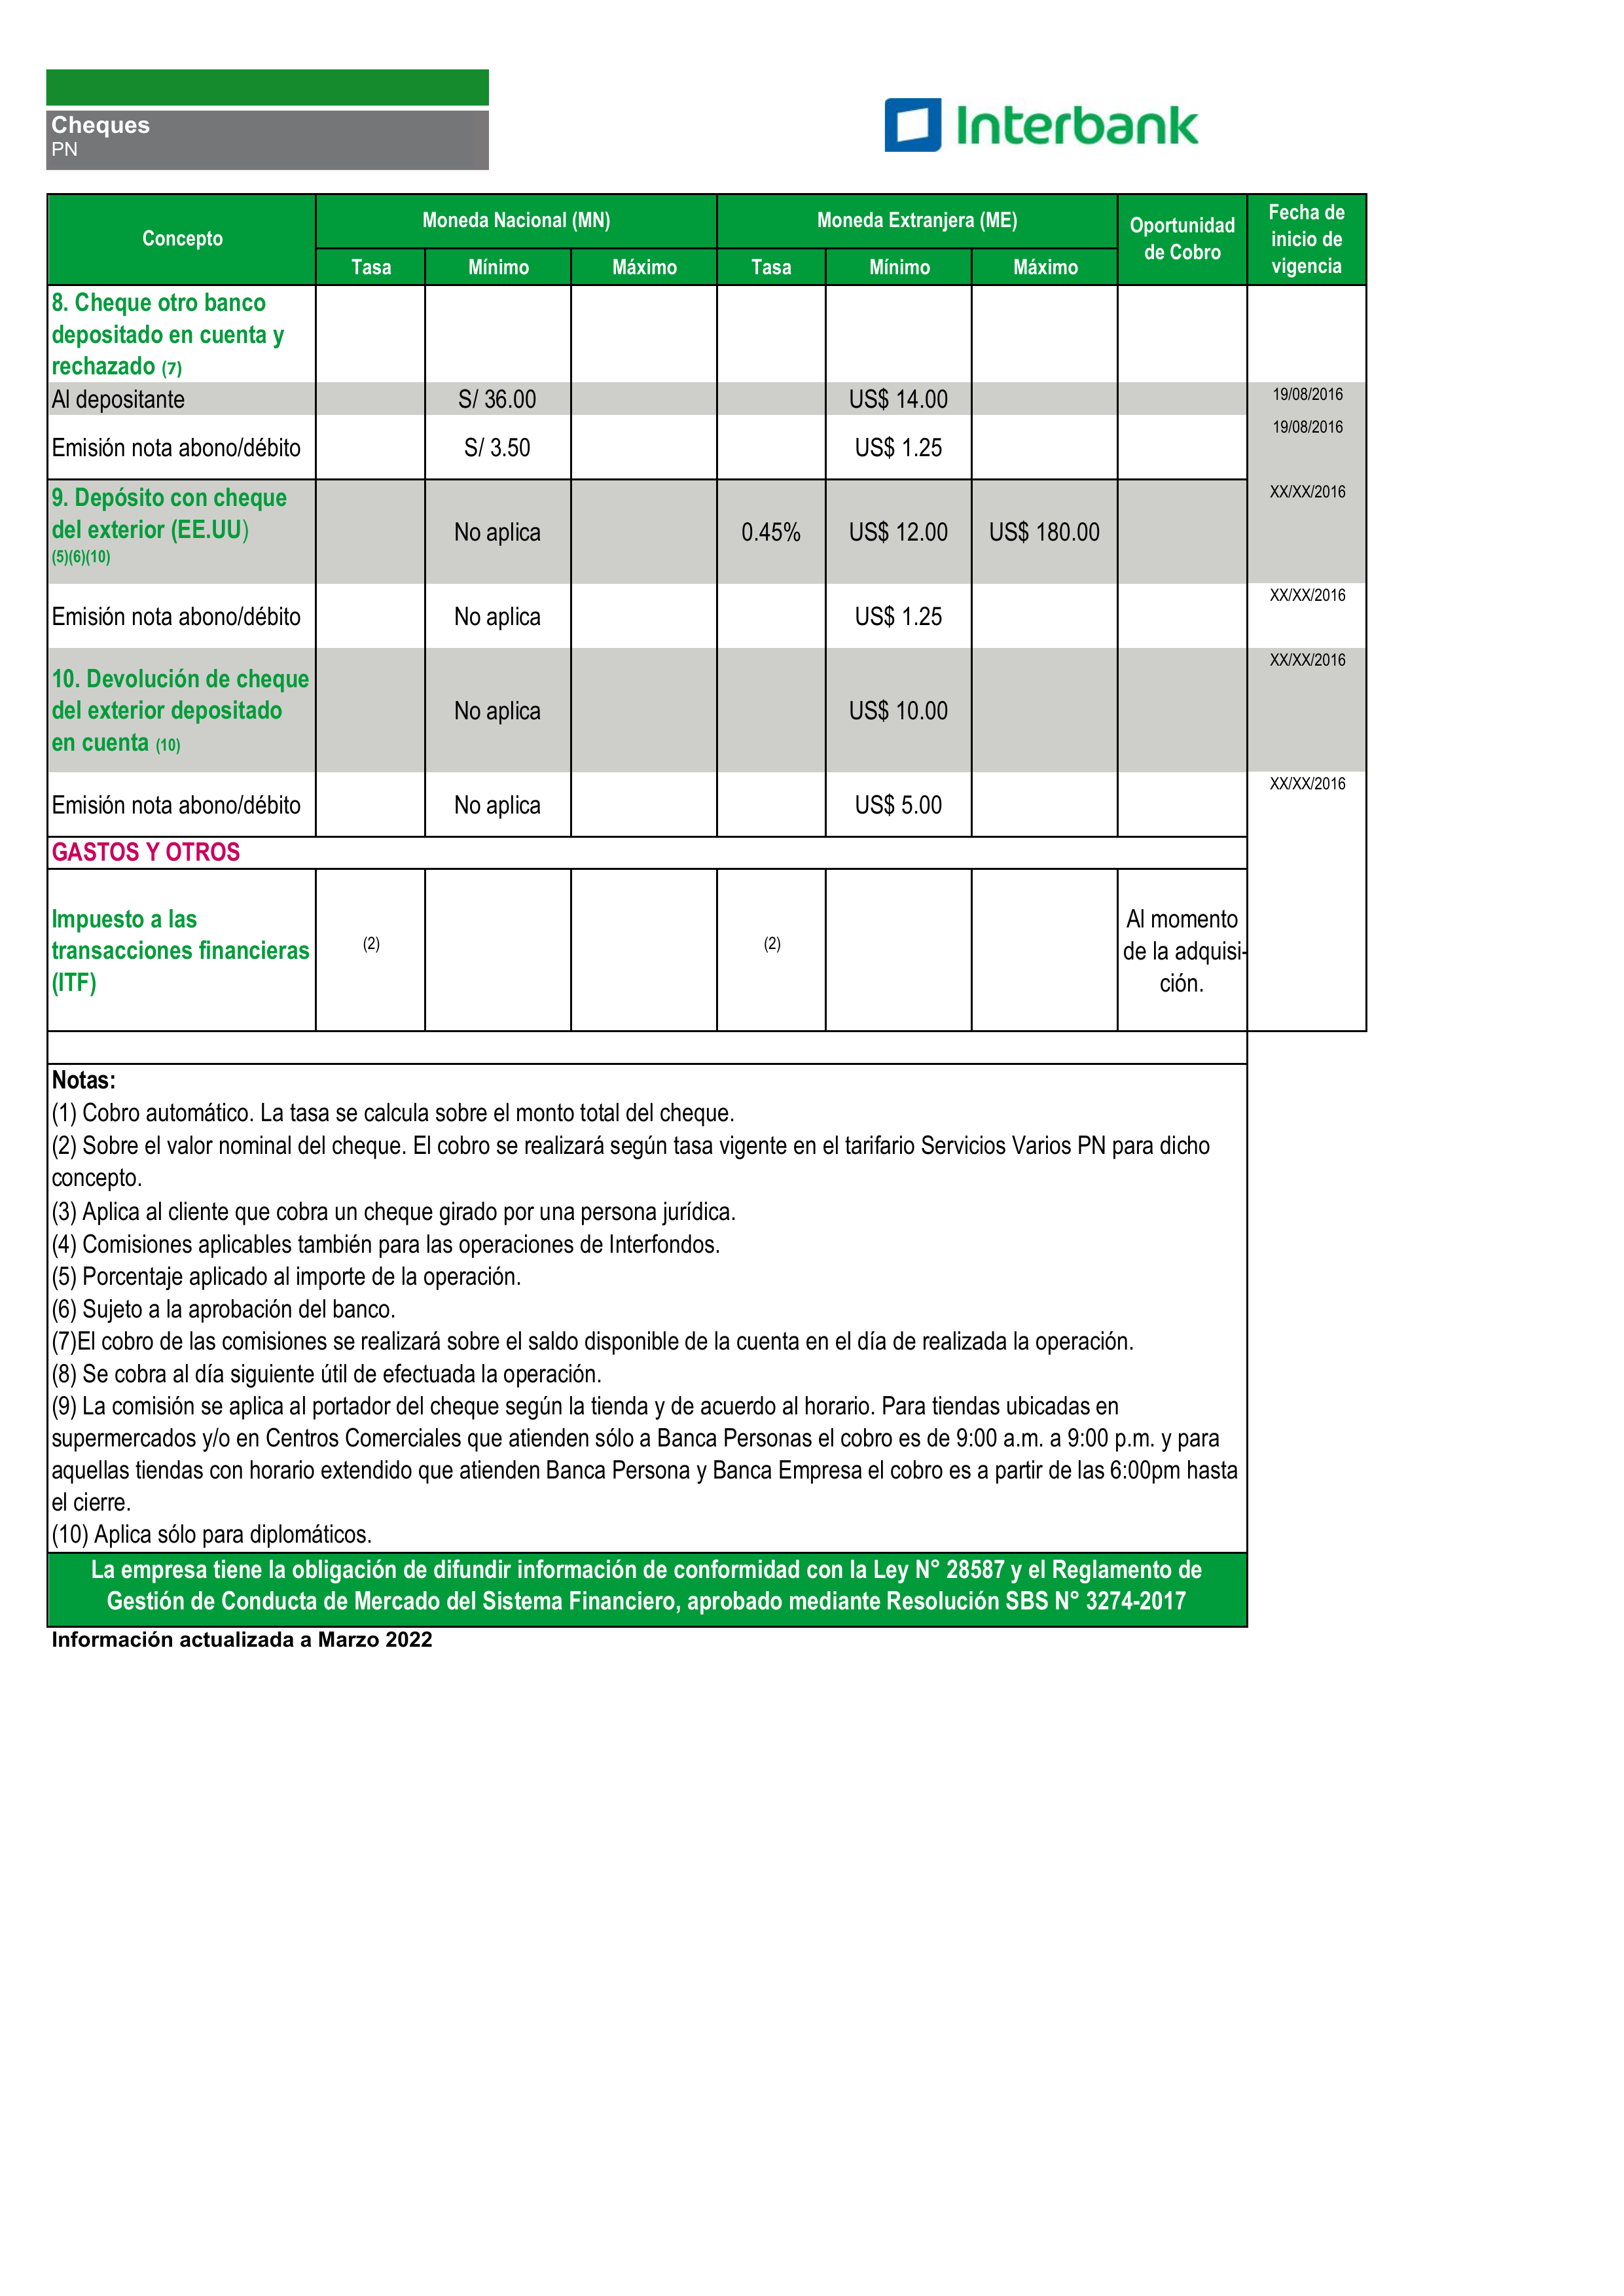 Cheques
PN
Interbank
Concepto
Moneda Nacional (MN)
Moneda Extranjera (ME)
Oportunidad
de Cobro
Fecha de
inicio de
vigencia
Tasa Mínimo Máximo Tasa Mínimo Máximo
8. Cheque otro banco
depositado en cuenta y
rechazado (7)
Al depositante S/ 36.00 US$ 14.00 19/08/2016
Emisión nota abono/débito S/ 3.50 US$ 1.25 19/08/2016
9. Depósito con cheque
del exterior (EE.UU)
(5)(6)(10)
No aplica 0.45% US$ 12.00 US$ 180.00 XX/XX/2016
Emisión nota abono/débito No aplica US$ 1.25 XX/XX/2016
10. Devolución de cheque
del exterior depositado
en cuenta (10)
No aplica US$ 10.00 XX/XX/2016
Emisión nota abono/débito No aplica US$ 5.00 XX/XX/2016
GASTOS Y OTROS
Impuesto a las
transacciones financieras
(ITF)
(2) (2)
Al momento
de la adquisi-
ción.
Notas:
(1) Cobro automático. La tasa se calcula sobre el monto total del cheque.
(2) Sobre el valor nominal del cheque. El cobro se realizará según tasa vigente en el tarifario Servicios Varios PN para dicho
concepto.
(3) Aplica al cliente que cobra un cheque girado por una persona jurídica.
(4) Comisiones aplicables también para las operaciones de Interfondos.
(5) Porcentaje aplicado al importe de la operación.
(6) Sujeto a la aprobación del banco.
(7)El cobro de las comisiones se realizará sobre el saldo disponible de la cuenta en el día de realizada la operación.
(8) Se cobra al día siguiente útil de efectuada la operación.
(9) La comisión se aplica al portador del cheque según la tienda y de acuerdo al horario. Para tiendas ubicadas en
supermercados y/o en Centros Comerciales que atienden sólo a Banca Personas el cobro es de 9:00 a.m. a 9:00 p.m. y para
aquellas tiendas con horario extendido que atienden Banca Persona y Banca Empresa el cobro es a partir de las 6:00pm hasta
el cierre.
(10) Aplica sólo para diplomáticos.
La empresa tiene la obligación de difundir información de conformidad con la Ley N° 28587 y el Reglamento de
Gestión de Conducta de Mercado del Sistema Financiero, aprobado mediante Resolución SBS N° 3274-2017
Información actualizada a Marzo 2022